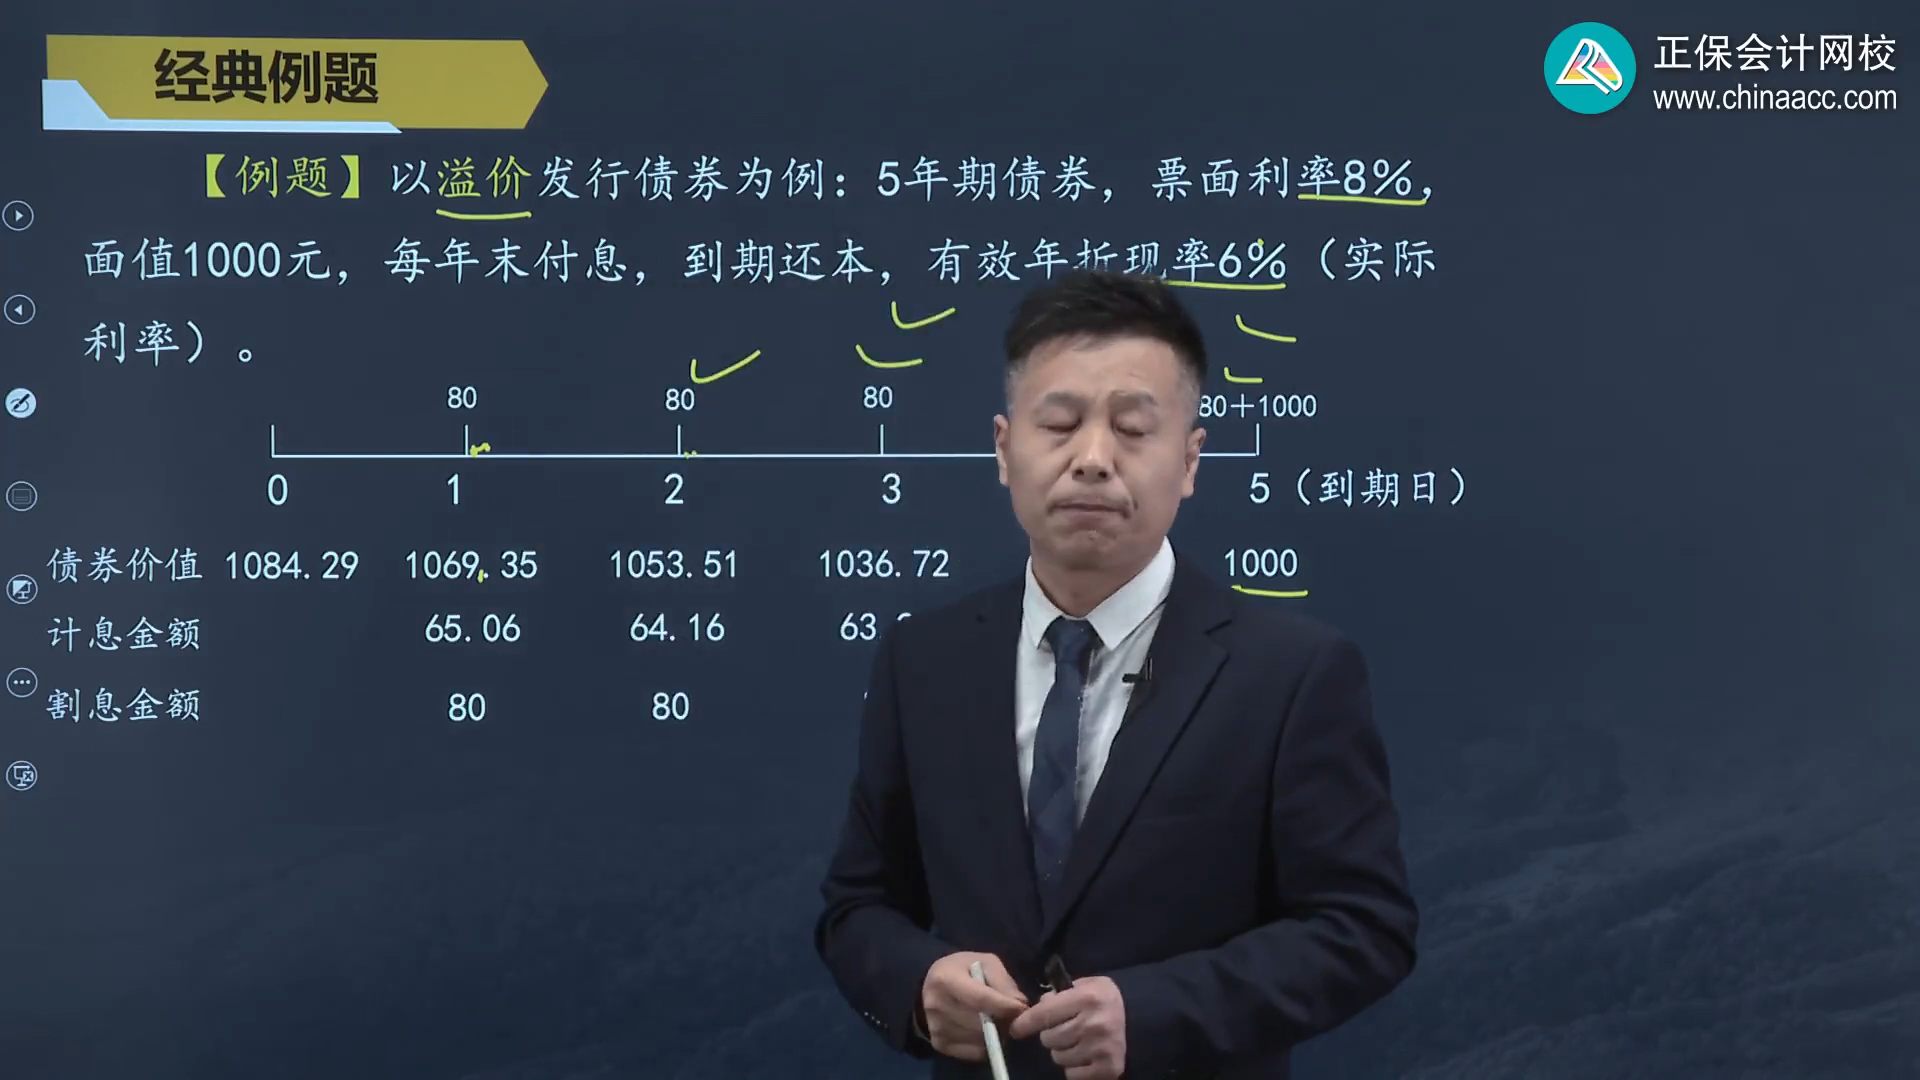 经典例题
正保会计网校
www.chinaacc.com
【例题】以溢价发行债券为例：5年期债券，票面利率8%，
面值1000元，每年末付息，到期还本，有效年折现率6%（实际
利率）。
80 80 80 80＋1000
0 1 2 3 5（到期日）
债券价值 1084.29 1069.35 1053.51 1036.72 1000
计息金额 65.06 64.16 63.
割息金额 80 80